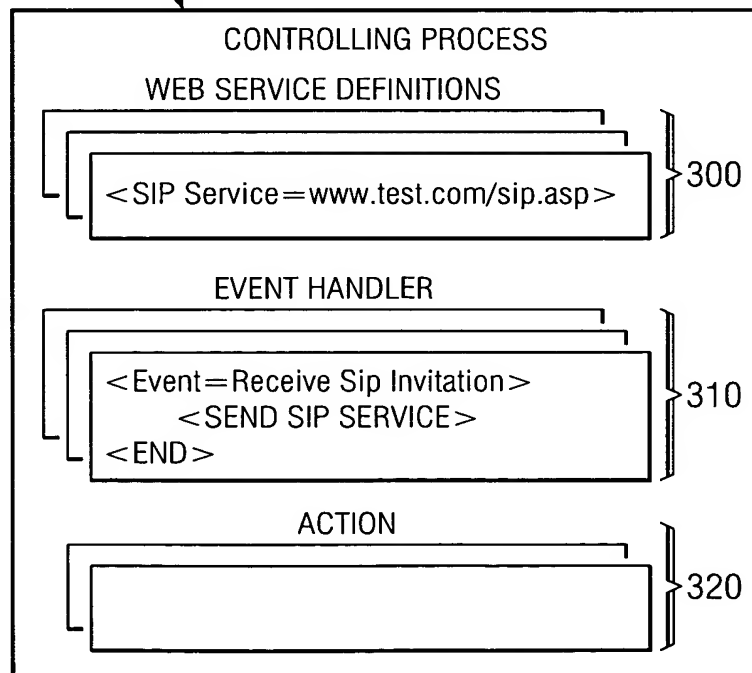 CONTROLLING PROCESS
WEB SERVICE DEFINITIONS
<SIP Service=www.test.com/sip.asp>
300
EVENT HANDLER
<Event=Receive Sip Invitation>
<SEND SIP SERVICE>
<END>
310
ACTION
320